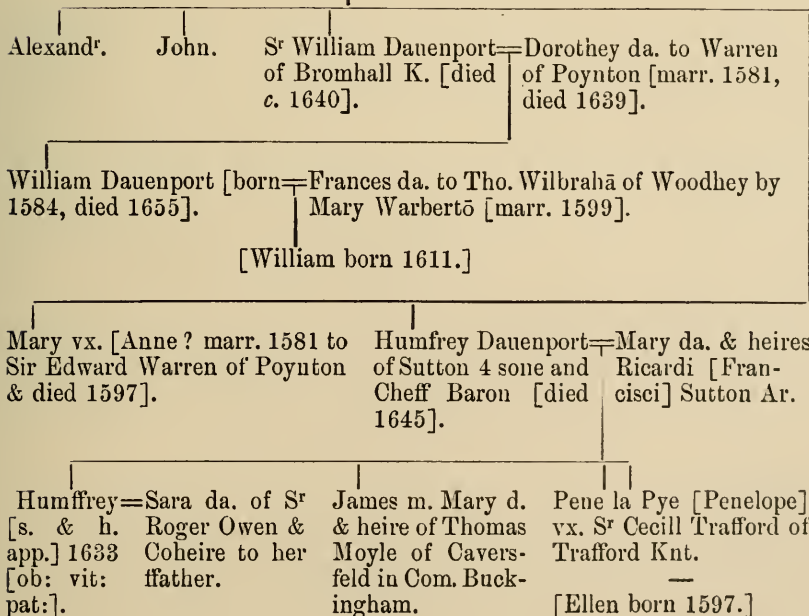 Alexandʳ.
John.
Sʳ William Dauenport
of Bromhall K. [died
c. 1640].
Dorothey da. to Warren
of Poynton [marr. 1581,
died 1639].
William Dauenport [born
1584, died 1655].
Frances da. to Tho. Wilbrahā of Woodhey by
Mary Warbertō [marr. 1599].
[William born 1611.]
Mary vx. [Anne? marr. 1581 to
Sir Edward Warren of Poynton
& died 1597].
Humfrey Dauenport
of Sutton 4 sone and
Cheff Baron [died
1645].
Mary da. & heires
Ricardi [Fran-
cisci] Sutton Ar.
Humffrey
[s. & h.
app.] 1633
[ob: vit:
pat:].
Sara da. of Sʳ
Roger Owen &
Coheire to her
ffather.
James m. Mary d.
& heire of Thomas
Moyle of Cavers-
feld in Com. Buck-
ingham.
Pene la Pye [Penelope]
vx. Sʳ Cecill Trafford of
Trafford Knt.
—
[Ellen born 1597.]